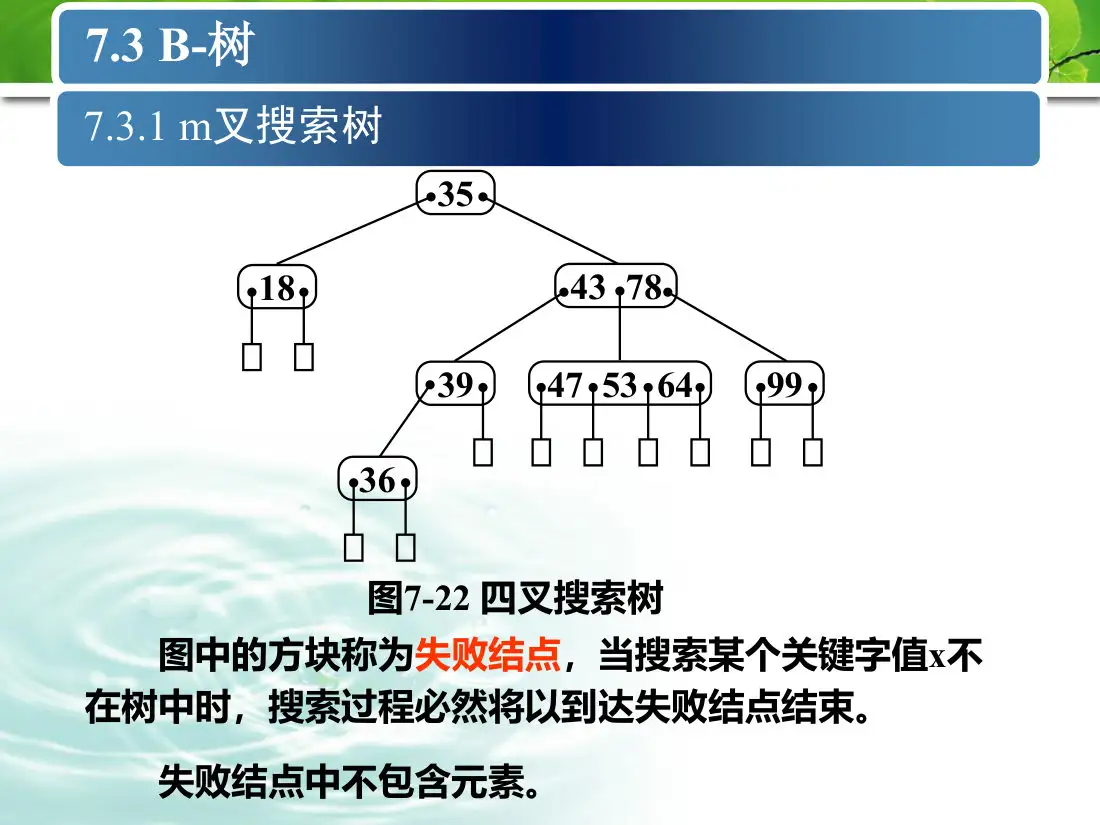 7.3 B-树
7.3.1 m叉搜索树
35
18
43 78
39
47 53 64
99
36
图7-22 四叉搜索树
图中的方块称为失败结点，当搜索某个关键字值x不
在树中时，搜索过程必然将以到达失败结点结束。
失败结点中不包含元素。